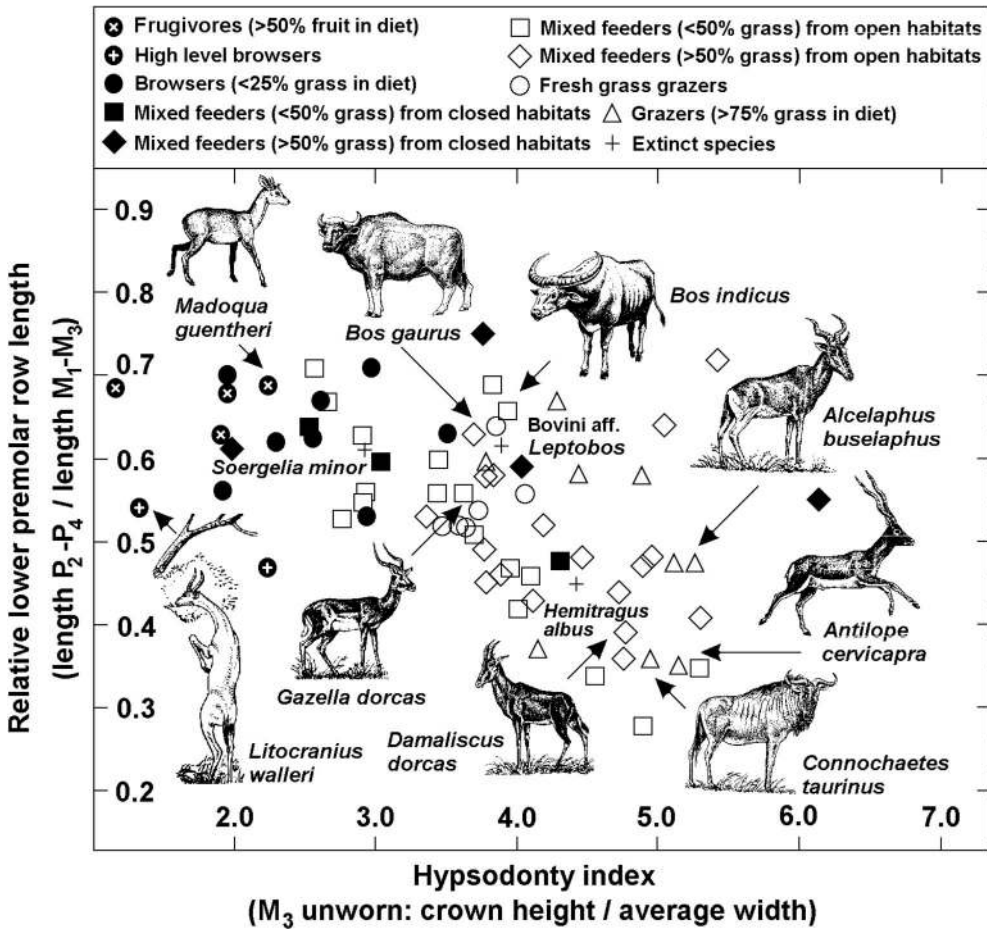 Frugivores (>50% fruit in diet)
High level browsers
Browsers (<25% grass in diet)
Mixed feeders (<50% grass) from closed habitats
Mixed feeders (>50% grass) from closed habitats
Mixed feeders (<50% grass) from open habitats
Mixed feeders (>50% grass) from open habitats
Fresh grass grazers
Grazers (>75% grass in diet)
Extinct species
Relative lower premolar row length
(length P₂-P₄ / length M₁-M₃)
0.9
0.8
0.7
0.6
0.5
0.4
0.3
0.2
Madoqua
guentheri
Bos gaurus
Bos indicus
Alcelaphus
buselaphus
Bovini aff.
Leptobos
Soergelia minor
Hemitragus
albus
Antilope
cervicapra
Gazella dorcas
Litocranius
walleri
Damaliscus
dorcas
Connochaetes
taurinus
2.0
3.0
4.0
5.0
6.0
7.0
Hypsodonty index
(M₃ unworn: crown height / average width)